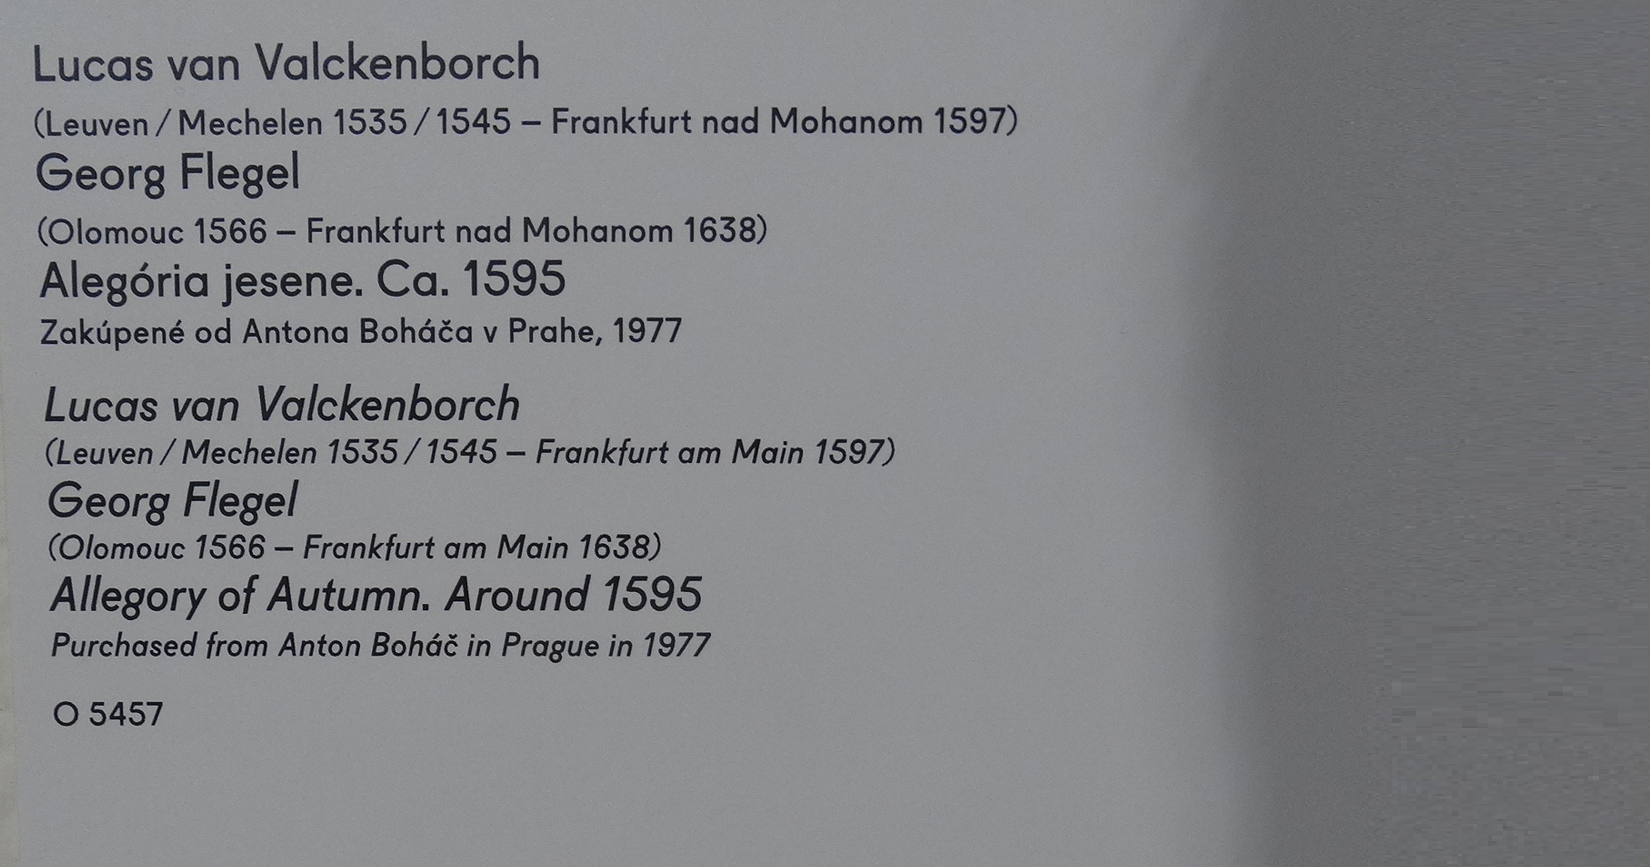 Lucas van Valckenborch
(Leuven / Mechelen 1535 / 1545 – Frankfurt nad Mohanom 1597)
Georg Flegel
(Olomouc 1566 – Frankfurt nad Mohanom 1638)
Alegória jesene. Ca. 1595
Zakúpené od Antona Boháča v Prahe, 1977
Lucas van Valckenborch
(Leuven / Mechelen 1535 / 1545 – Frankfurt am Main 1597)
Georg Flegel
(Olomouc 1566 – Frankfurt am Main 1638)
Allegory of Autumn. Around 1595
Purchased from Anton Boháč in Prague in 1977
O 5457